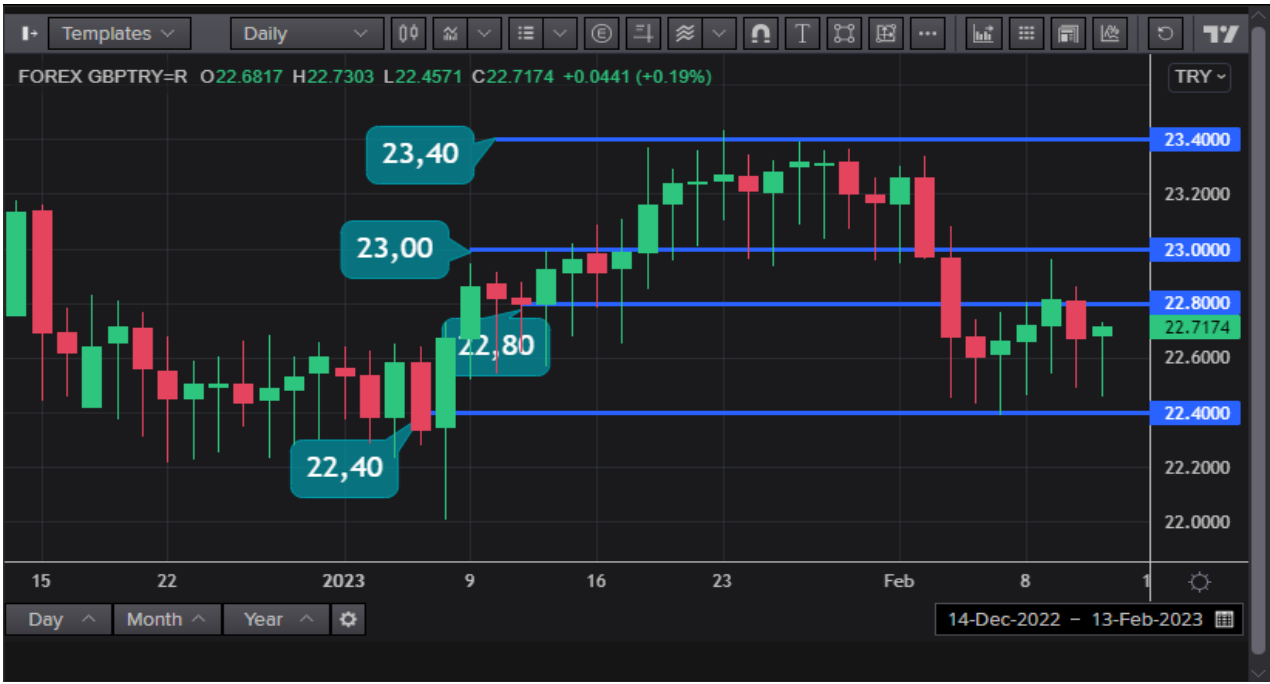 Templates Daily E T
FOREX GBPTRY=R O22.6817 H22.7303 L22.4571 C22.7174 +0.0441 (+0.19%) TRY
23,40 23.4000
23.2000
23,00 23.0000
22.8000
22.7174
22,80 22.6000
22.4000
22,40 22.2000
22.0000
15 22 2023 9 16 23 Feb 8 1
Day Month Year 14-Dec-2022 – 13-Feb-2023